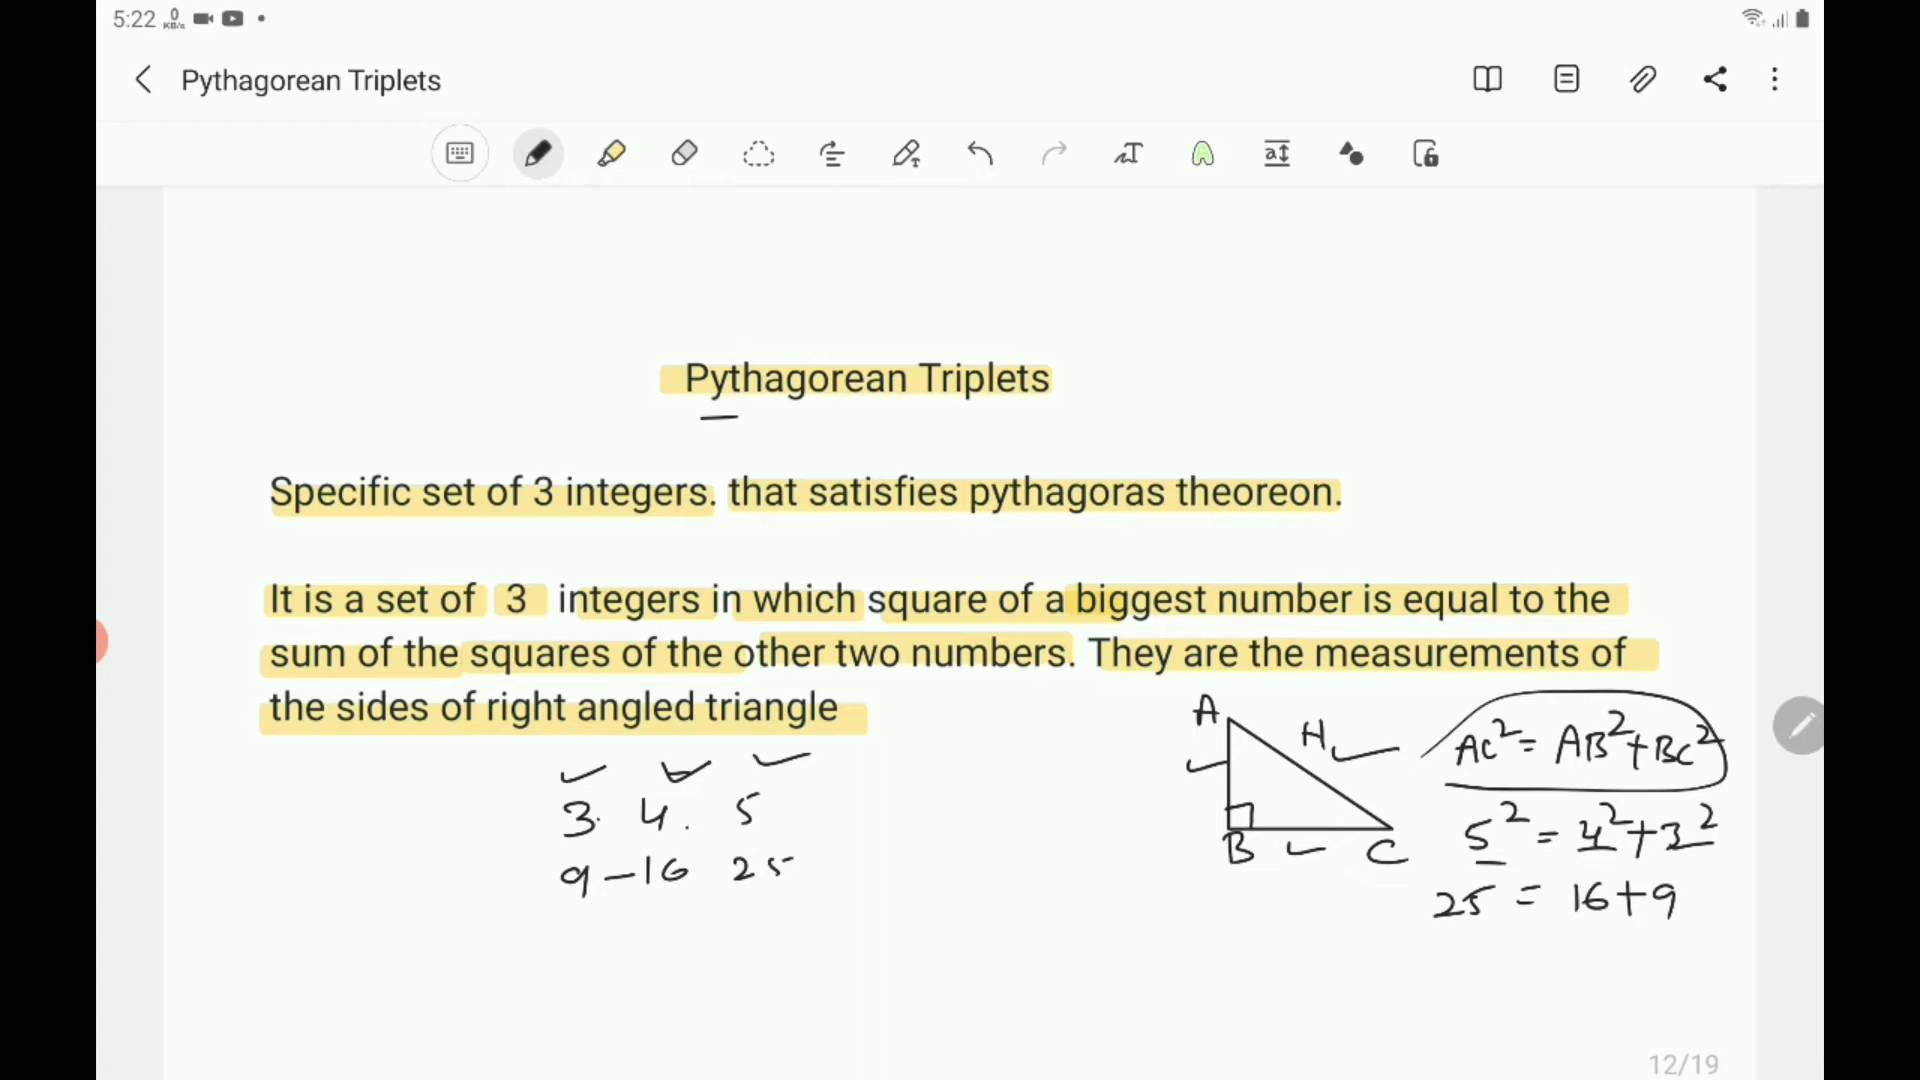 5:22 0 KB/s
Pythagorean Triplets
Pythagorean Triplets
Specific set of 3 integers. that satisfies pythagoras theoreon.
It is a set of 3 integers in which square of a biggest number is equal to the
sum of the squares of the other two numbers. They are the measurements of
the sides of right angled triangle
3. 4. 5
9 – 16 25
A
H
B C
AC² = AB² + BC²
5² = 4² + 3²
25 = 16 + 9
12/19